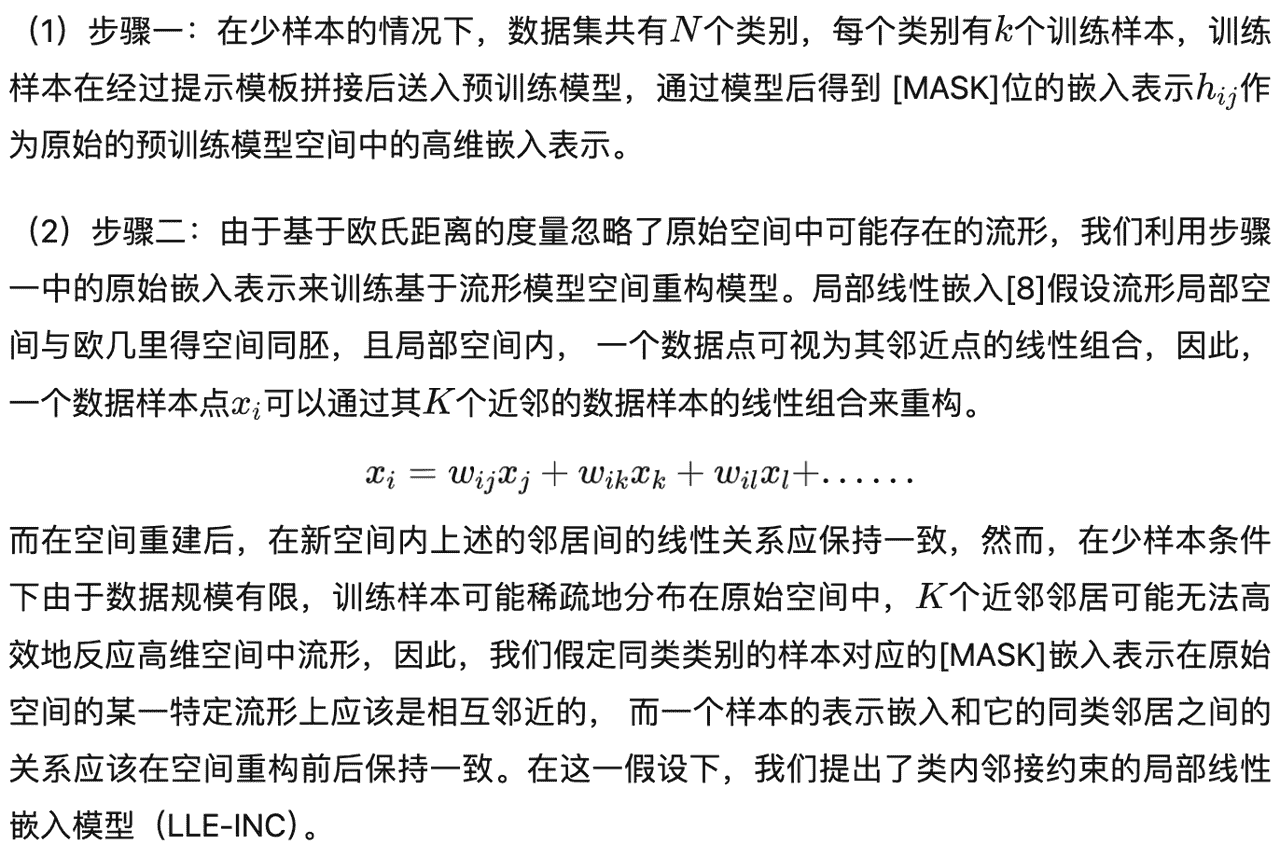 （1）步骤一：在少样本的情况下，数据集共有N个类别，每个类别有k个训练样本，训练
样本在经过提示模板拼接后送入预训练模型，通过模型后得到 [MASK]位的嵌入表示h_{ij}作
为原始的预训练模型空间中的高维嵌入表示。
（2）步骤二：由于基于欧氏距离的度量忽略了原始空间中可能存在的流形，我们利用步骤
一中的原始嵌入表示来训练基于流形模型空间重构模型。局部线性嵌入[8]假设流形局部空
间与欧几里得空间同胚，且局部空间内， 一个数据点可视为其邻近点的线性组合，因此，
一个数据样本点x_i可以通过其K个近邻的数据样本的线性组合来重构。
x_i = w_{ij}x_j + w_{ik}x_k + w_{il}x_l+......
而在空间重建后，在新空间内上述的邻居间的线性关系应保持一致，然而，在少样本条件
下由于数据规模有限，训练样本可能稀疏地分布在原始空间中，K个近邻邻居可能无法高
效地反应高维空间中流形，因此，我们假定同类类别的样本对应的[MASK]嵌入表示在原始
空间的某一特定流形上应该是相互邻近的， 而一个样本的表示嵌入和它的同类邻居之间的
关系应该在空间重构前后保持一致。在这一假设下，我们提出了类内邻接约束的局部线性
嵌入模型（LLE-INC）。